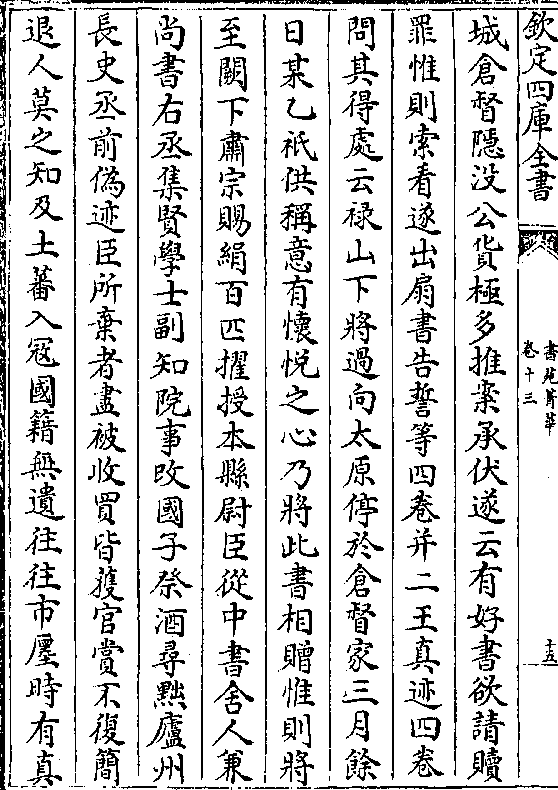 欽定四庫全書
書苑菁華
卷十三
十五
城倉督隱没公貨極多推案承伏遂云有好書欲請贖
罪惟則索看遂出扇書告誓等四卷并二王真迹四卷
問其得處云禄山下將過向太原停於倉督家三月餘
日某乙祇供稱意有懷悦之心乃將此書相贈惟則將
至闕下肅宗賜絹百匹擢授本縣尉臣從中書舍人兼
尚書右丞集賢學士副知院事改國子祭酒尋黜廬州
長史丞前偽迹臣所棄者盡被收買皆獲官賞不復簡
退人莫之知及土蕃入冦國籍無遺往往市㕓時有真